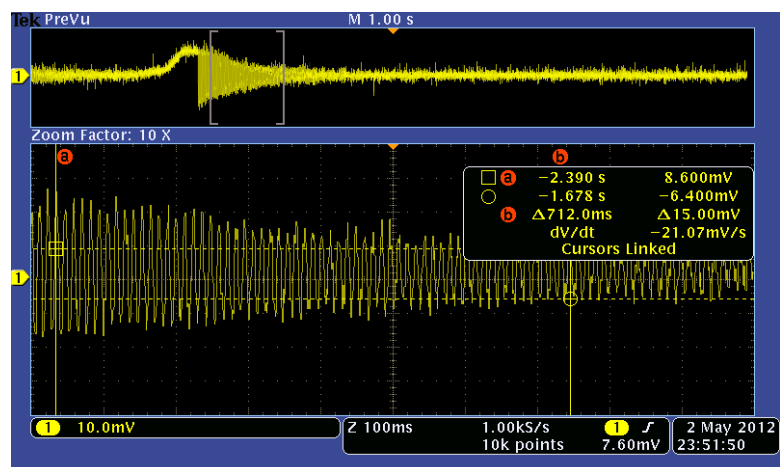 Tek PreVu M 1.00 s
1
Zoom Factor: 10 X
a b
a −2.390 s 8.600mV
−1.678 s −6.400mV
b Δ712.0ms Δ15.00mV
dV/dt −21.07mV/s
Cursors Linked
1
1 10.0mV Z 100ms 1.00kS/s 1 2 May 2012
10k points 7.60mV 23:51:50